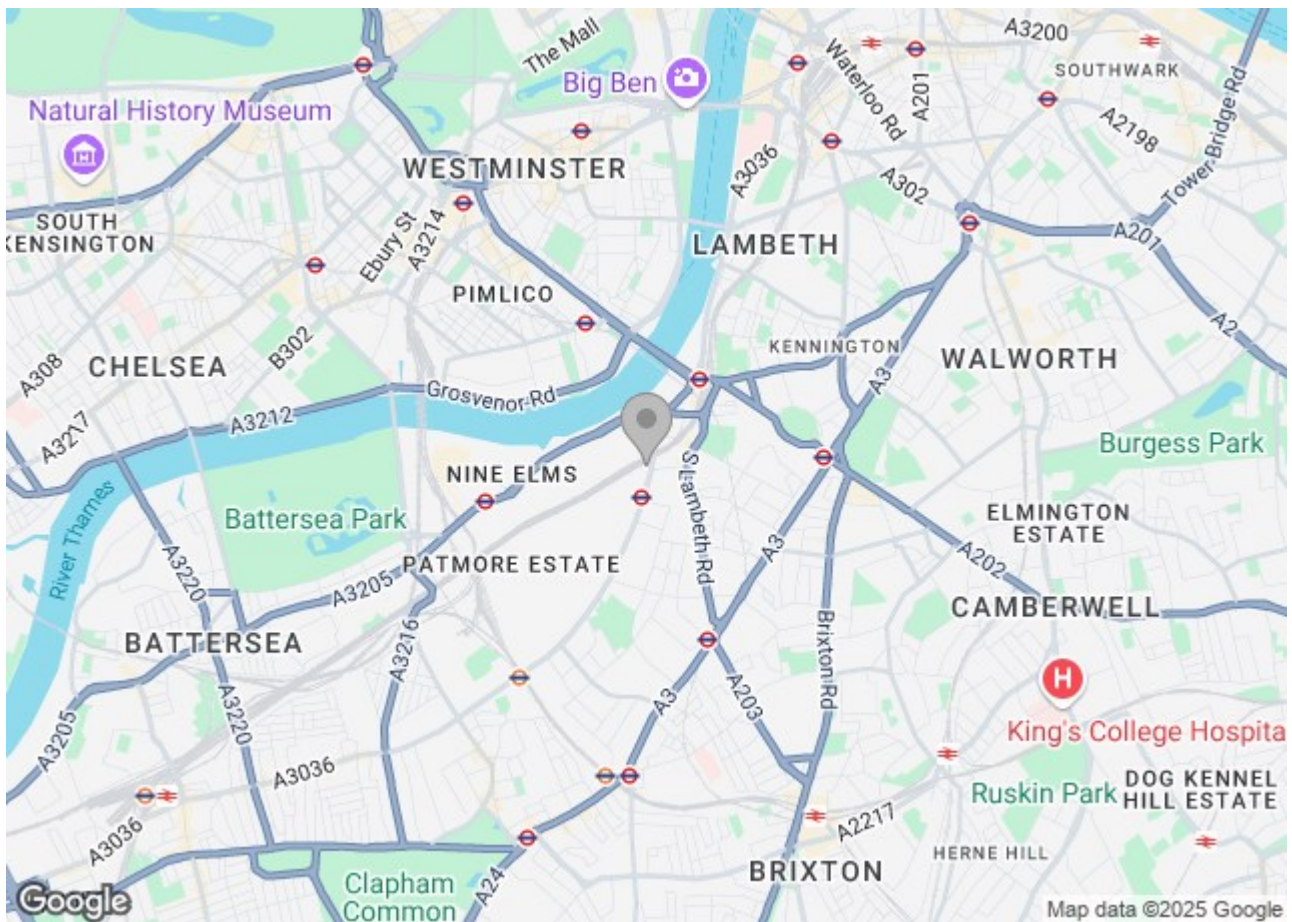 The Mall
A3200
Big Ben
Waterloo Rd
A201
SOUTHWARK
Natural History Museum
A2198
Tower Bridge Rd
WESTMINSTER
A3036
A302
SOUTH
KENSINGTON
Ebury St
A3214
LAMBETH
A201
PIMLICO
B302
A308
CHELSEA
KENNINGTON
WALWORTH
A2
A3
A3217
A3212
Grosvenor Rd
Burgess Park
NINE ELMS
S Lambeth Rd
River Thames
Battersea Park
ELMINGTON
ESTATE
A3
A202
A3220
PATMORE ESTATE
A3205
CAMBERWELL
BATTERSEA
A3216
Brixton Rd
H
A3220
A3
A203
A3205
King's College Hospita
A3036
Ruskin Park
DOG KENNEL
HILL ESTATE
A3036
A2217
HERNE HILL
BRIXTON
A24
Clapham
Common
Google
Map data ©2025 Google